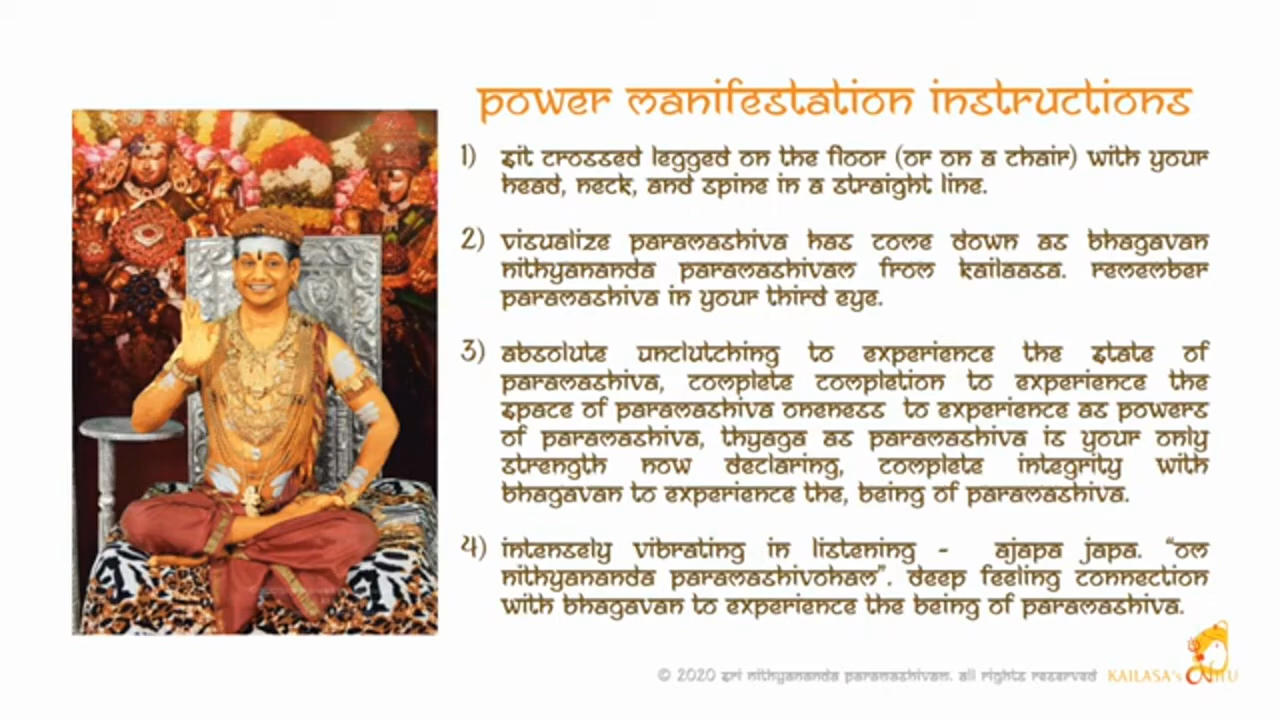 power manifestation instructions
1) sit crossed legged on the floor (or on a chair) with your
head, neck, and spine in a straight line.
2) visualize paramashiva has come down as bhagavan
nithyananda paramashivam from kailaasa. remember
paramashiva in your third eye.
3) absolute unclutching to experience the state of
paramashiva, complete completion to experience the
space of paramashiva oneness to experience as powers
of paramashiva, thyaga as paramashiva is your only
strength now declaring, complete integrity with
bhagavan to experience the, being of paramashiva.
4) intensely vibrating in listening - ajapa japa. "om
nithyananda paramashivoham". deep feeling connection
with bhagavan to experience the being of paramashiva.
© 2020 sri nithyananda paramashivam. all rights reserved KAILASA's